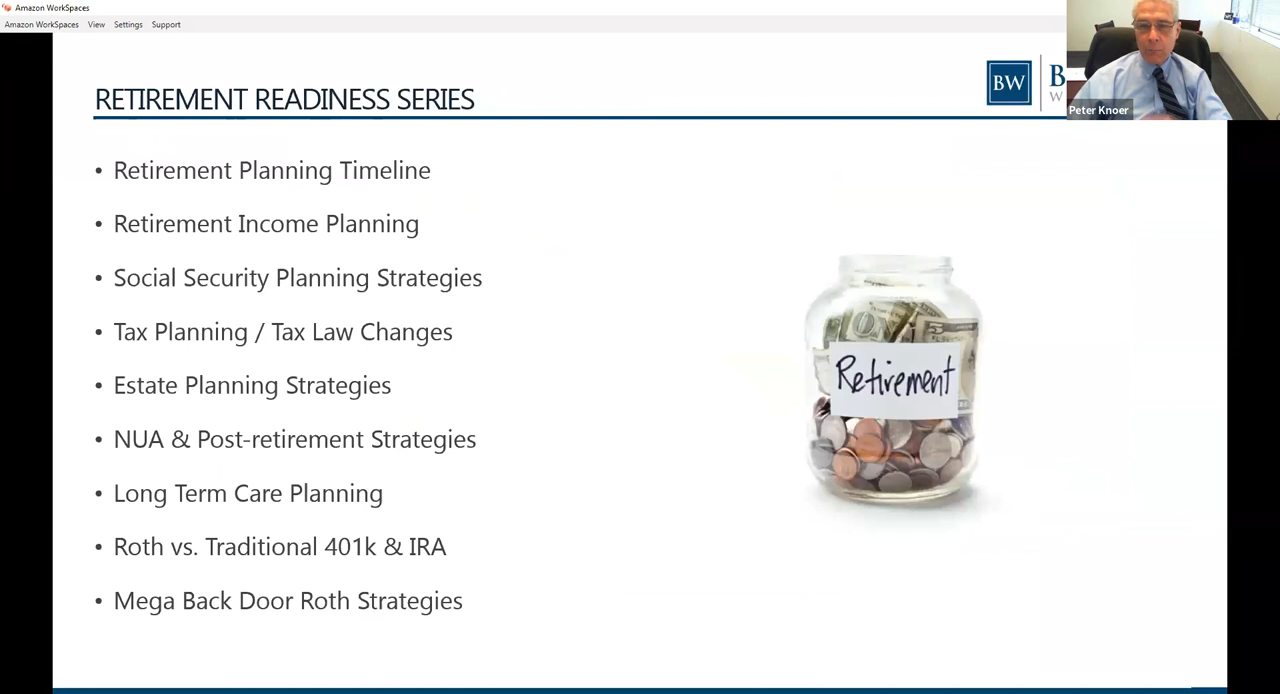 Amazon WorkSpaces
Amazon WorkSpaces View Settings Support
RETIREMENT READINESS SERIES
BW
B
W
Peter Knoer
• Retirement Planning Timeline
• Retirement Income Planning
• Social Security Planning Strategies
• Tax Planning / Tax Law Changes
• Estate Planning Strategies
• NUA & Post-retirement Strategies
• Long Term Care Planning
• Roth vs. Traditional 401k & IRA
• Mega Back Door Roth Strategies
5
Retirement